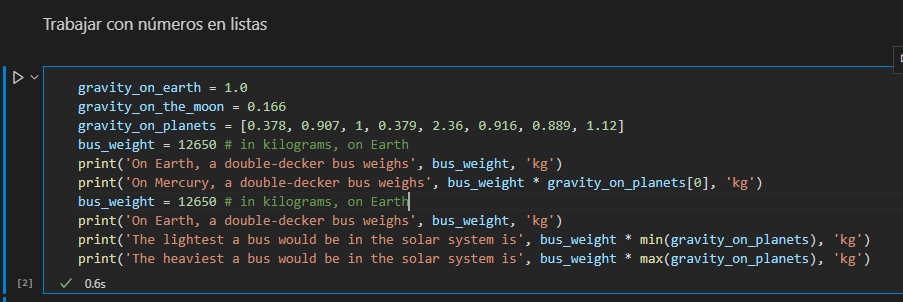 Trabajar con números en listas
gravity_on_earth = 1.0
gravity_on_the_moon = 0.166
gravity_on_planets = [0.378, 0.907, 1, 0.379, 2.36, 0.916, 0.889, 1.12]
bus_weight = 12650 # in kilograms, on Earth
print('On Earth, a double-decker bus weighs', bus_weight, 'kg')
print('On Mercury, a double-decker bus weighs', bus_weight * gravity_on_planets[0], 'kg')
bus_weight = 12650 # in kilograms, on Earth
print('On Earth, a double-decker bus weighs', bus_weight, 'kg')
print('The lightest a bus would be in the solar system is', bus_weight * min(gravity_on_planets), 'kg')
print('The heaviest a bus would be in the solar system is', bus_weight * max(gravity_on_planets), 'kg')
[2] 0.6s